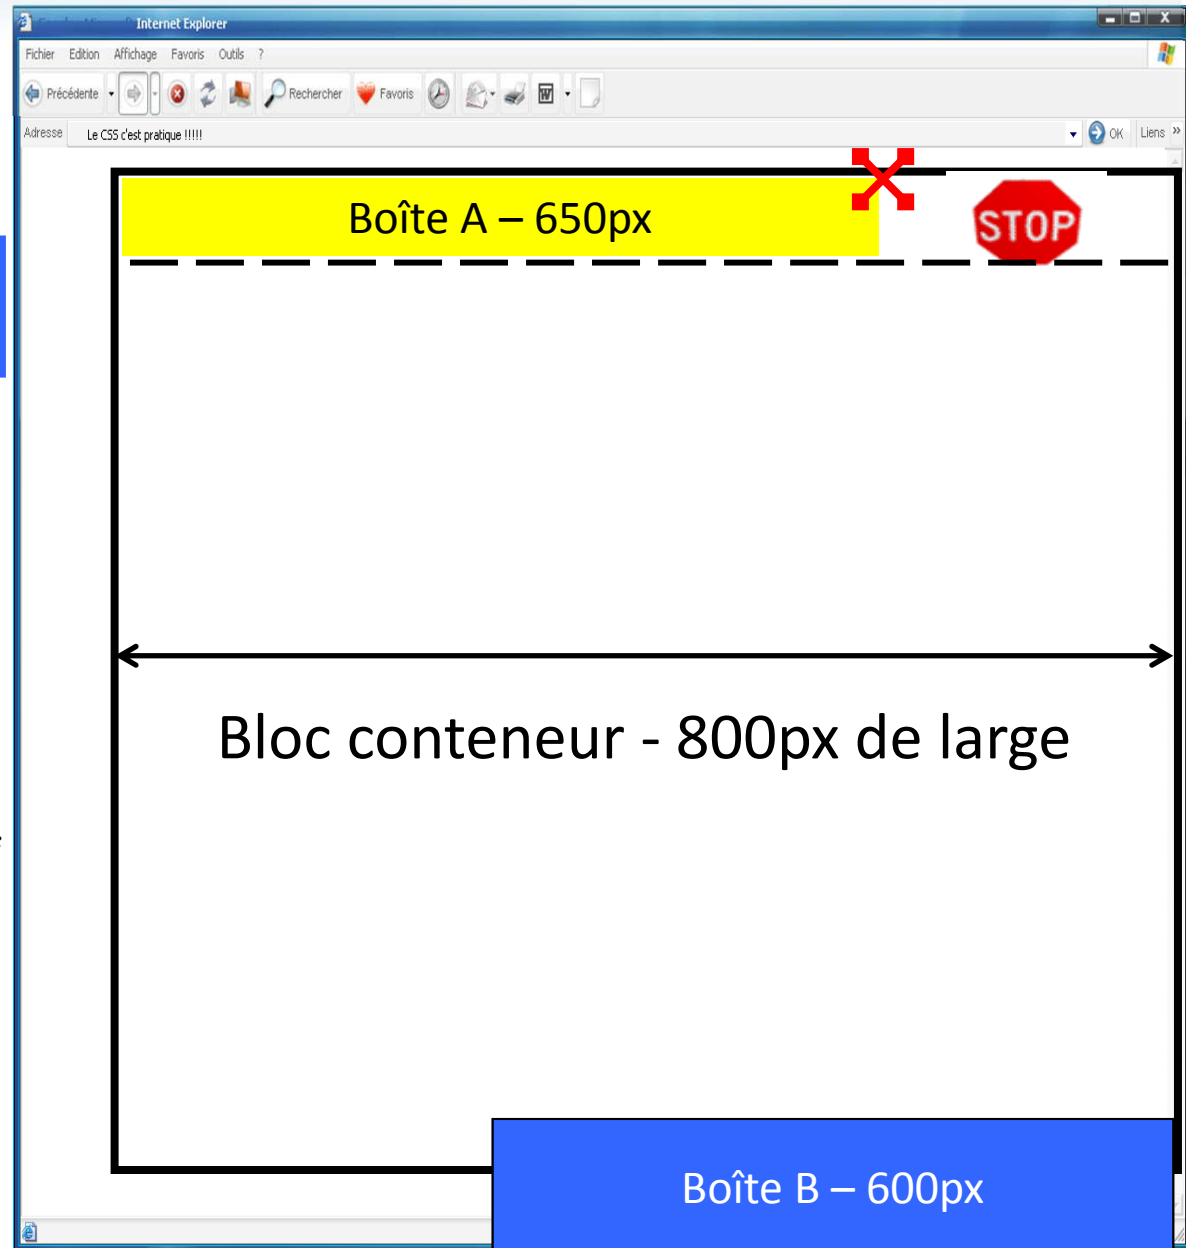 Internet Explorer
Fichier Edition Affichage Favoris Outils ?
Précédente Rechercher Favoris W
Adresse Le CSS c'est pratique !!!!! OK Liens »
Boîte A – 650px
STOP
Bloc conteneur - 800px de large
Boîte B – 600px